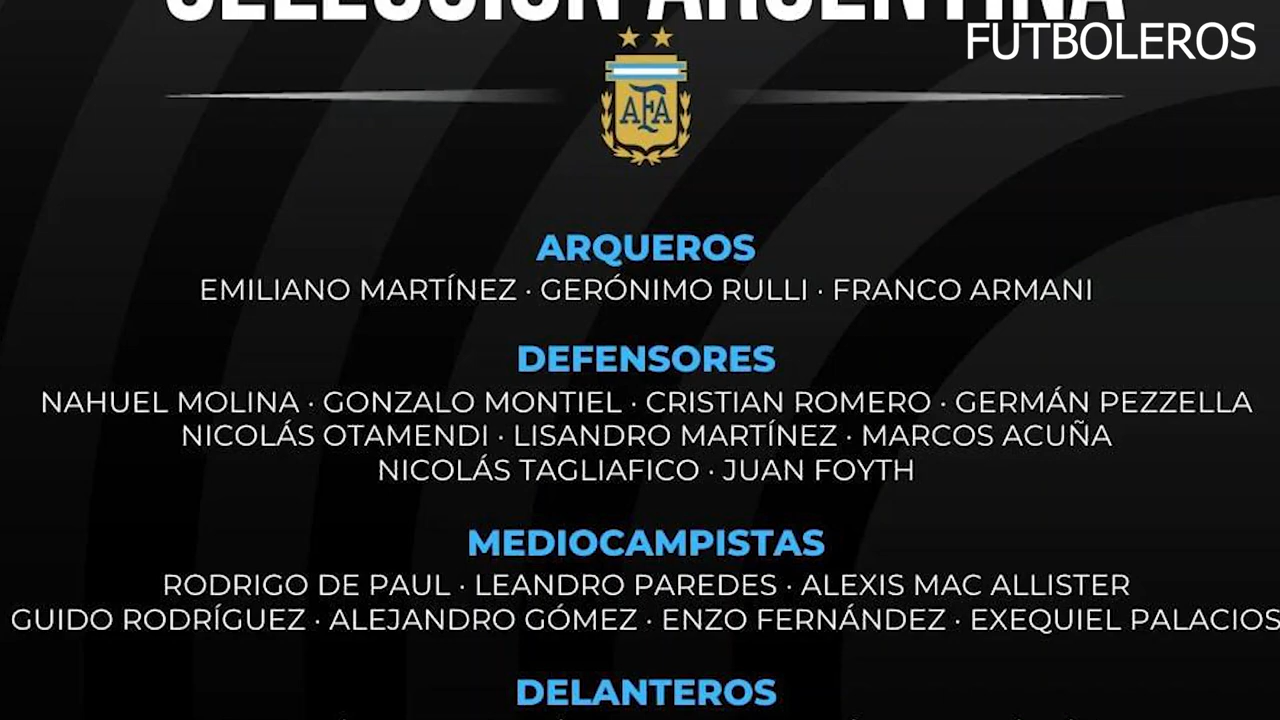 SELECCIÓN ARGENTINA
FUTBOLEROS
AFA
ARQUEROS
EMILIANO MARTÍNEZ · GERÓNIMO RULLI · FRANCO ARMANI
DEFENSORES
NAHUEL MOLINA · GONZALO MONTIEL · CRISTIAN ROMERO · GERMÁN PEZZELLA
NICOLÁS OTAMENDI · LISANDRO MARTÍNEZ · MARCOS ACUÑA
NICOLÁS TAGLIAFICO · JUAN FOYTH
MEDIOCAMPISTAS
RODRIGO DE PAUL · LEANDRO PAREDES · ALEXIS MAC ALLISTER
GUIDO RODRÍGUEZ · ALEJANDRO GÓMEZ · ENZO FERNÁNDEZ · EXEQUIEL PALACIOS
DELANTEROS